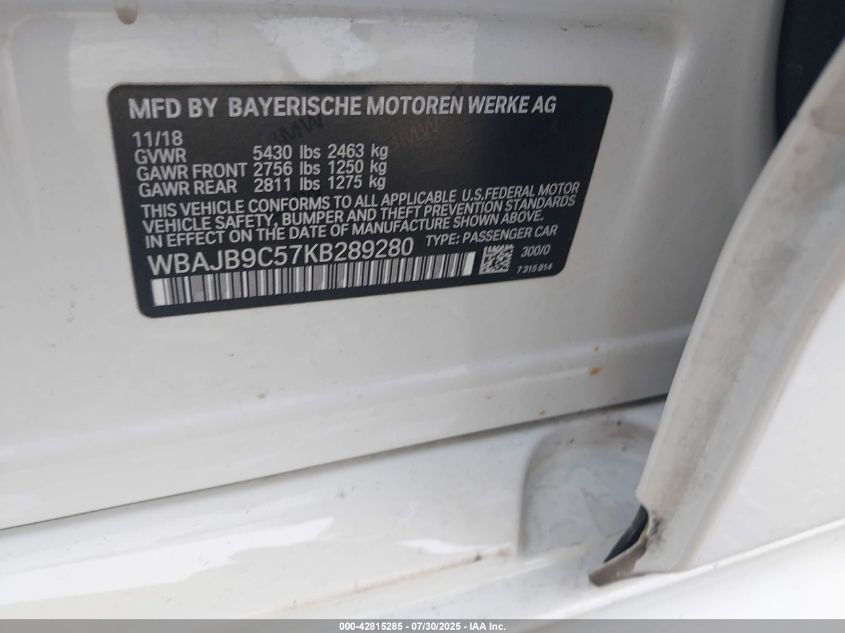 MFD BY BAYERISCHE MOTOREN WERKE AG
11/18
GVWR 5430 lbs 2463 kg
GAWR FRONT 2756 lbs 1250 kg
GAWR REAR 2811 lbs 1275 kg
THIS VEHICLE CONFORMS TO ALL APPLICABLE U.S.FEDERAL MOTOR
VEHICLE SAFETY, BUMPER AND THEFT PREVENTION STANDARDS
IN EFFECT ON THE DATE OF MANUFACTURE SHOWN ABOVE.
WBAJB9C57KB289280 TYPE: PASSENGER CAR
300/0
7 315 814
000-42815285 - 07/30/2025 - IAA Inc.